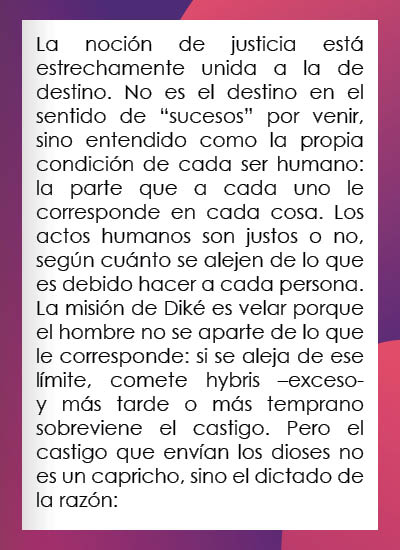 La noción de justicia está
estrechamente unida a la de
destino. No es el destino en el
sentido de “sucesos” por venir,
sino entendido como la propia
condición de cada ser humano:
la parte que a cada uno le
corresponde en cada cosa. Los
actos humanos son justos o no,
según cuánto se alejen de lo que
es debido hacer a cada persona.
La misión de Diké es velar porque
el hombre no se aparte de lo que
le corresponde: si se aleja de ese
límite, comete hybris –exceso-
y más tarde o más temprano
sobreviene el castigo. Pero el
castigo que envían los dioses no
es un capricho, sino el dictado de
la razón: